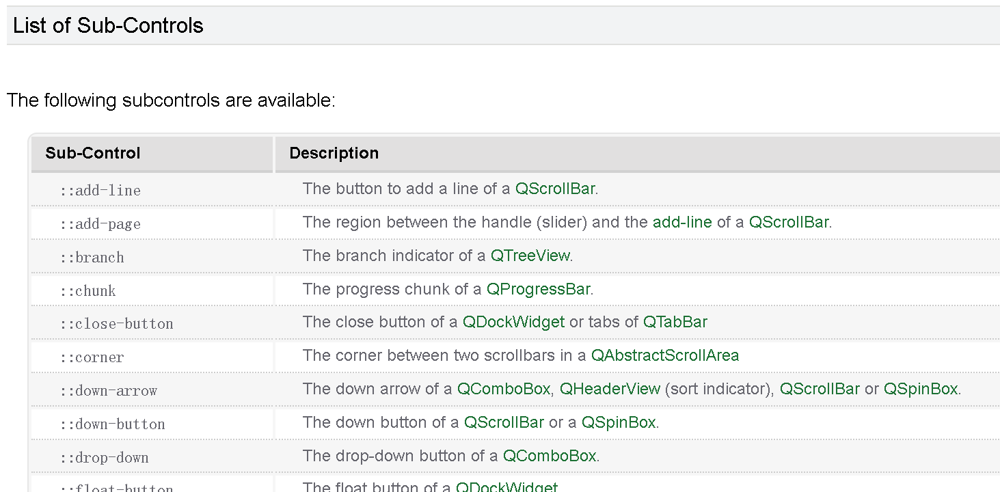 List of Sub-Controls
The following subcontrols are available:
Sub-Control Description
::add-line The button to add a line of a QScrollBar.
::add-page The region between the handle (slider) and the add-line of a QScrollBar.
::branch The branch indicator of a QTreeView.
::chunk The progress chunk of a QProgressBar.
::close-button The close button of a QDockWidget or tabs of QTabBar
::corner The corner between two scrollbars in a QAbstractScrollArea
::down-arrow The down arrow of a QComboBox, QHeaderView (sort indicator), QScrollBar or QSpinBox.
::down-button The down button of a QScrollBar or a QSpinBox.
::drop-down The drop-down button of a QComboBox.
::float-button The float button of a QDockWidget